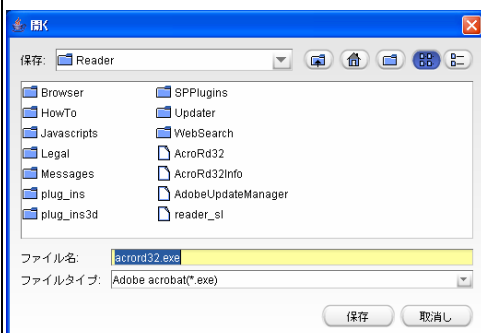 開く
保存: Reader
Browser
HowTo
Javascripts
Legal
Messages
plug_ins
plug_ins3d
SPPlugins
Updater
WebSearch
AcroRd32
AcroRd32Info
AdobeUpdateManager
reader_sl
ファイル名: acrord32.exe
ファイルタイプ: Adobe acrobat(*.exe)
保存 取消し